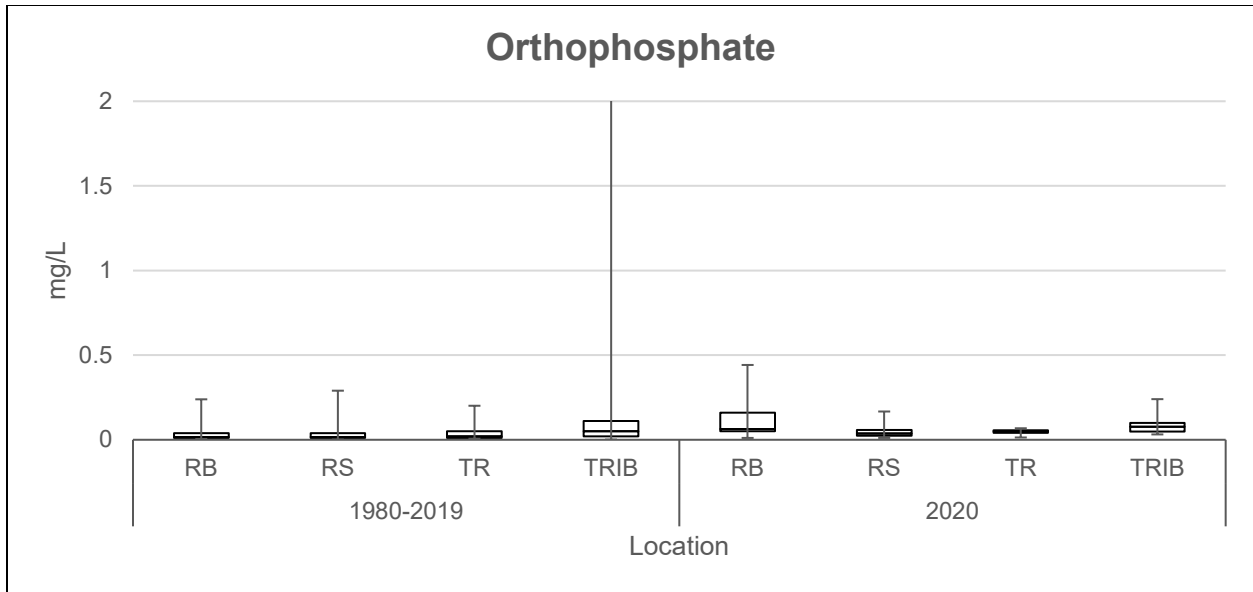 Orthophosphate
2
1.5
1
0.5
0
mg/L
RB RS TR TRIB RB RS TR TRIB
1980-2019 2020
Location